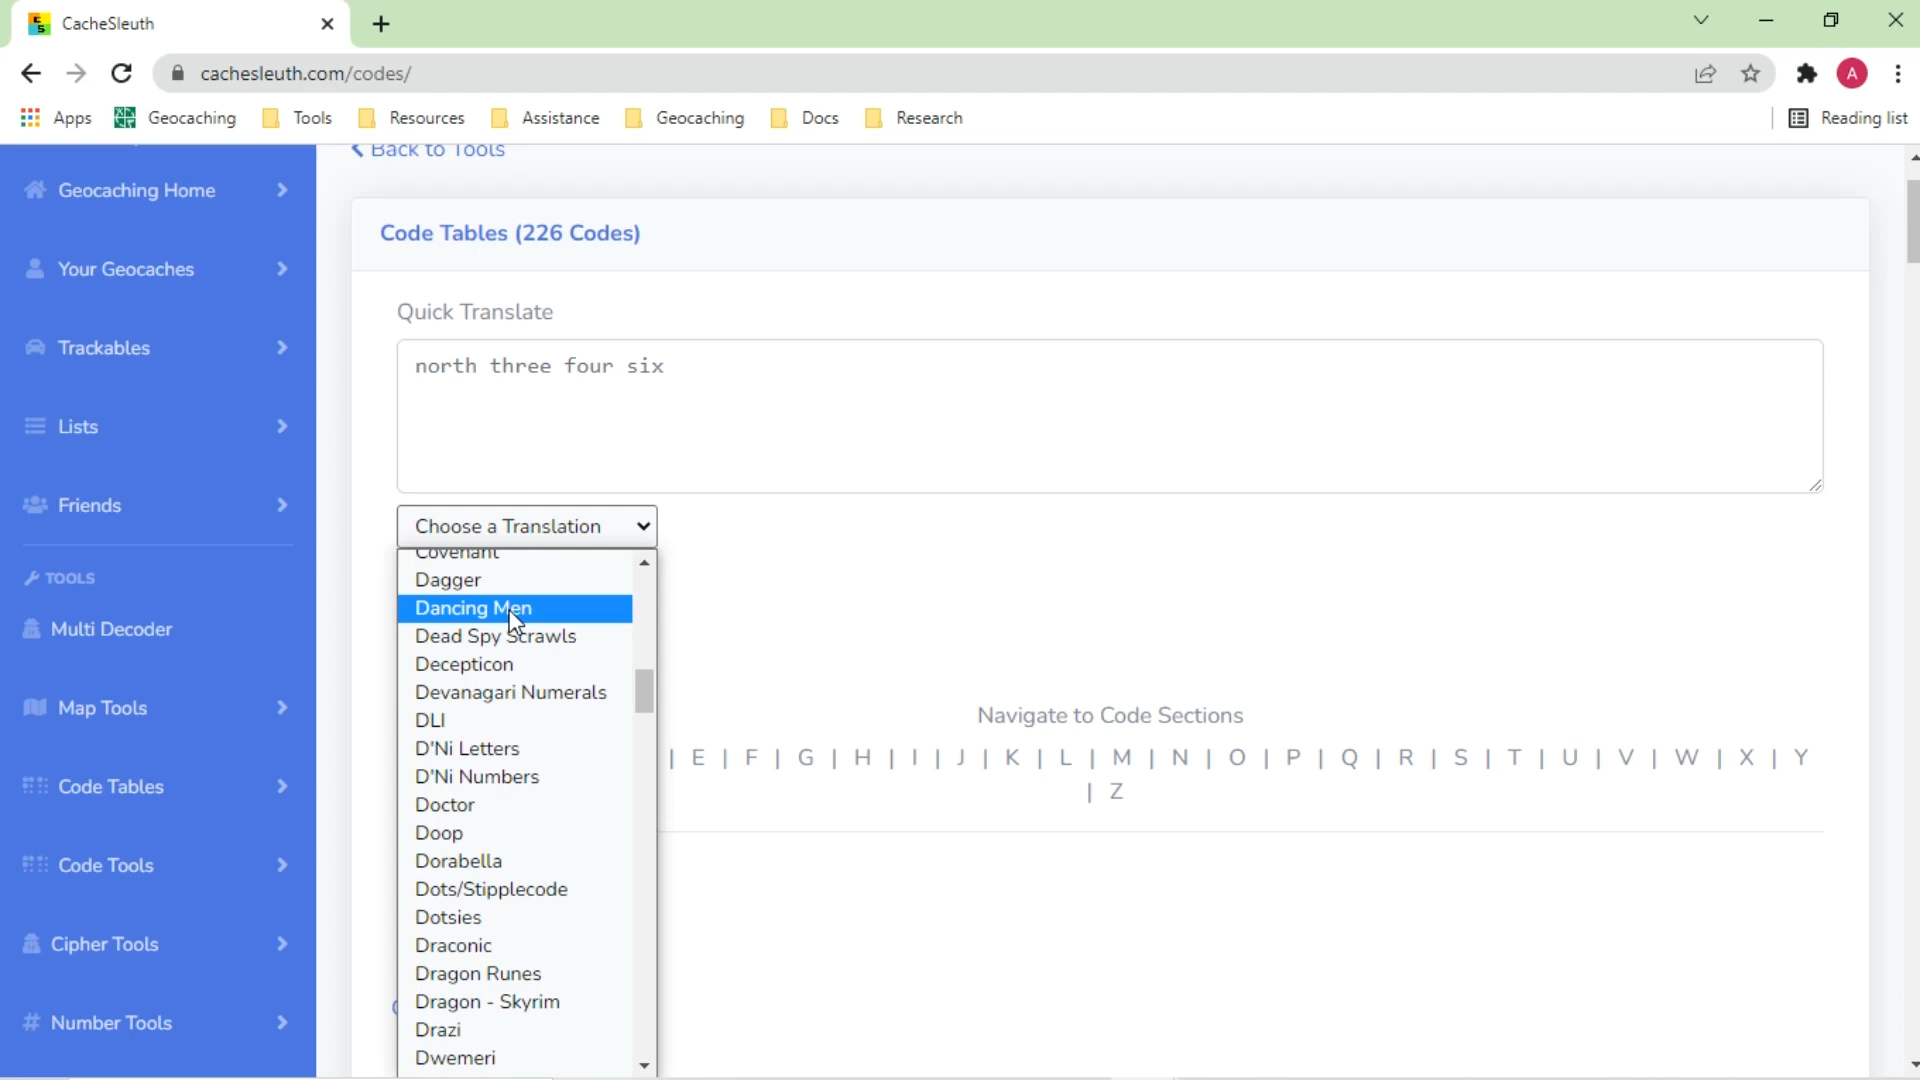 CacheSleuth
cachesleuth.com/codes/
A
Apps Geocaching Tools Resources Assistance Geocaching Docs Research Reading list
Back to Tools
Geocaching Home
Your Geocaches
Trackables
Lists
Friends
TOOLS
Multi Decoder
Map Tools
Code Tables
Code Tools
Cipher Tools
Number Tools
Code Tables (226 Codes)
Quick Translate
north three four six
Choose a Translation
Covenant
Dagger
Dancing Men
Dead Spy Scrawls
Decepticon
Devanagari Numerals
DLI
D'Ni Letters
D'Ni Numbers
Doctor
Doop
Dorabella
Dots/Stipplecode
Dotsies
Draconic
Dragon Runes
Dragon - Skyrim
Drazi
Dwemeri
Navigate to Code Sections
| E | F | G | H | I | J | K | L | M | N | O | P | Q | R | S | T | U | V | W | X | Y
| Z